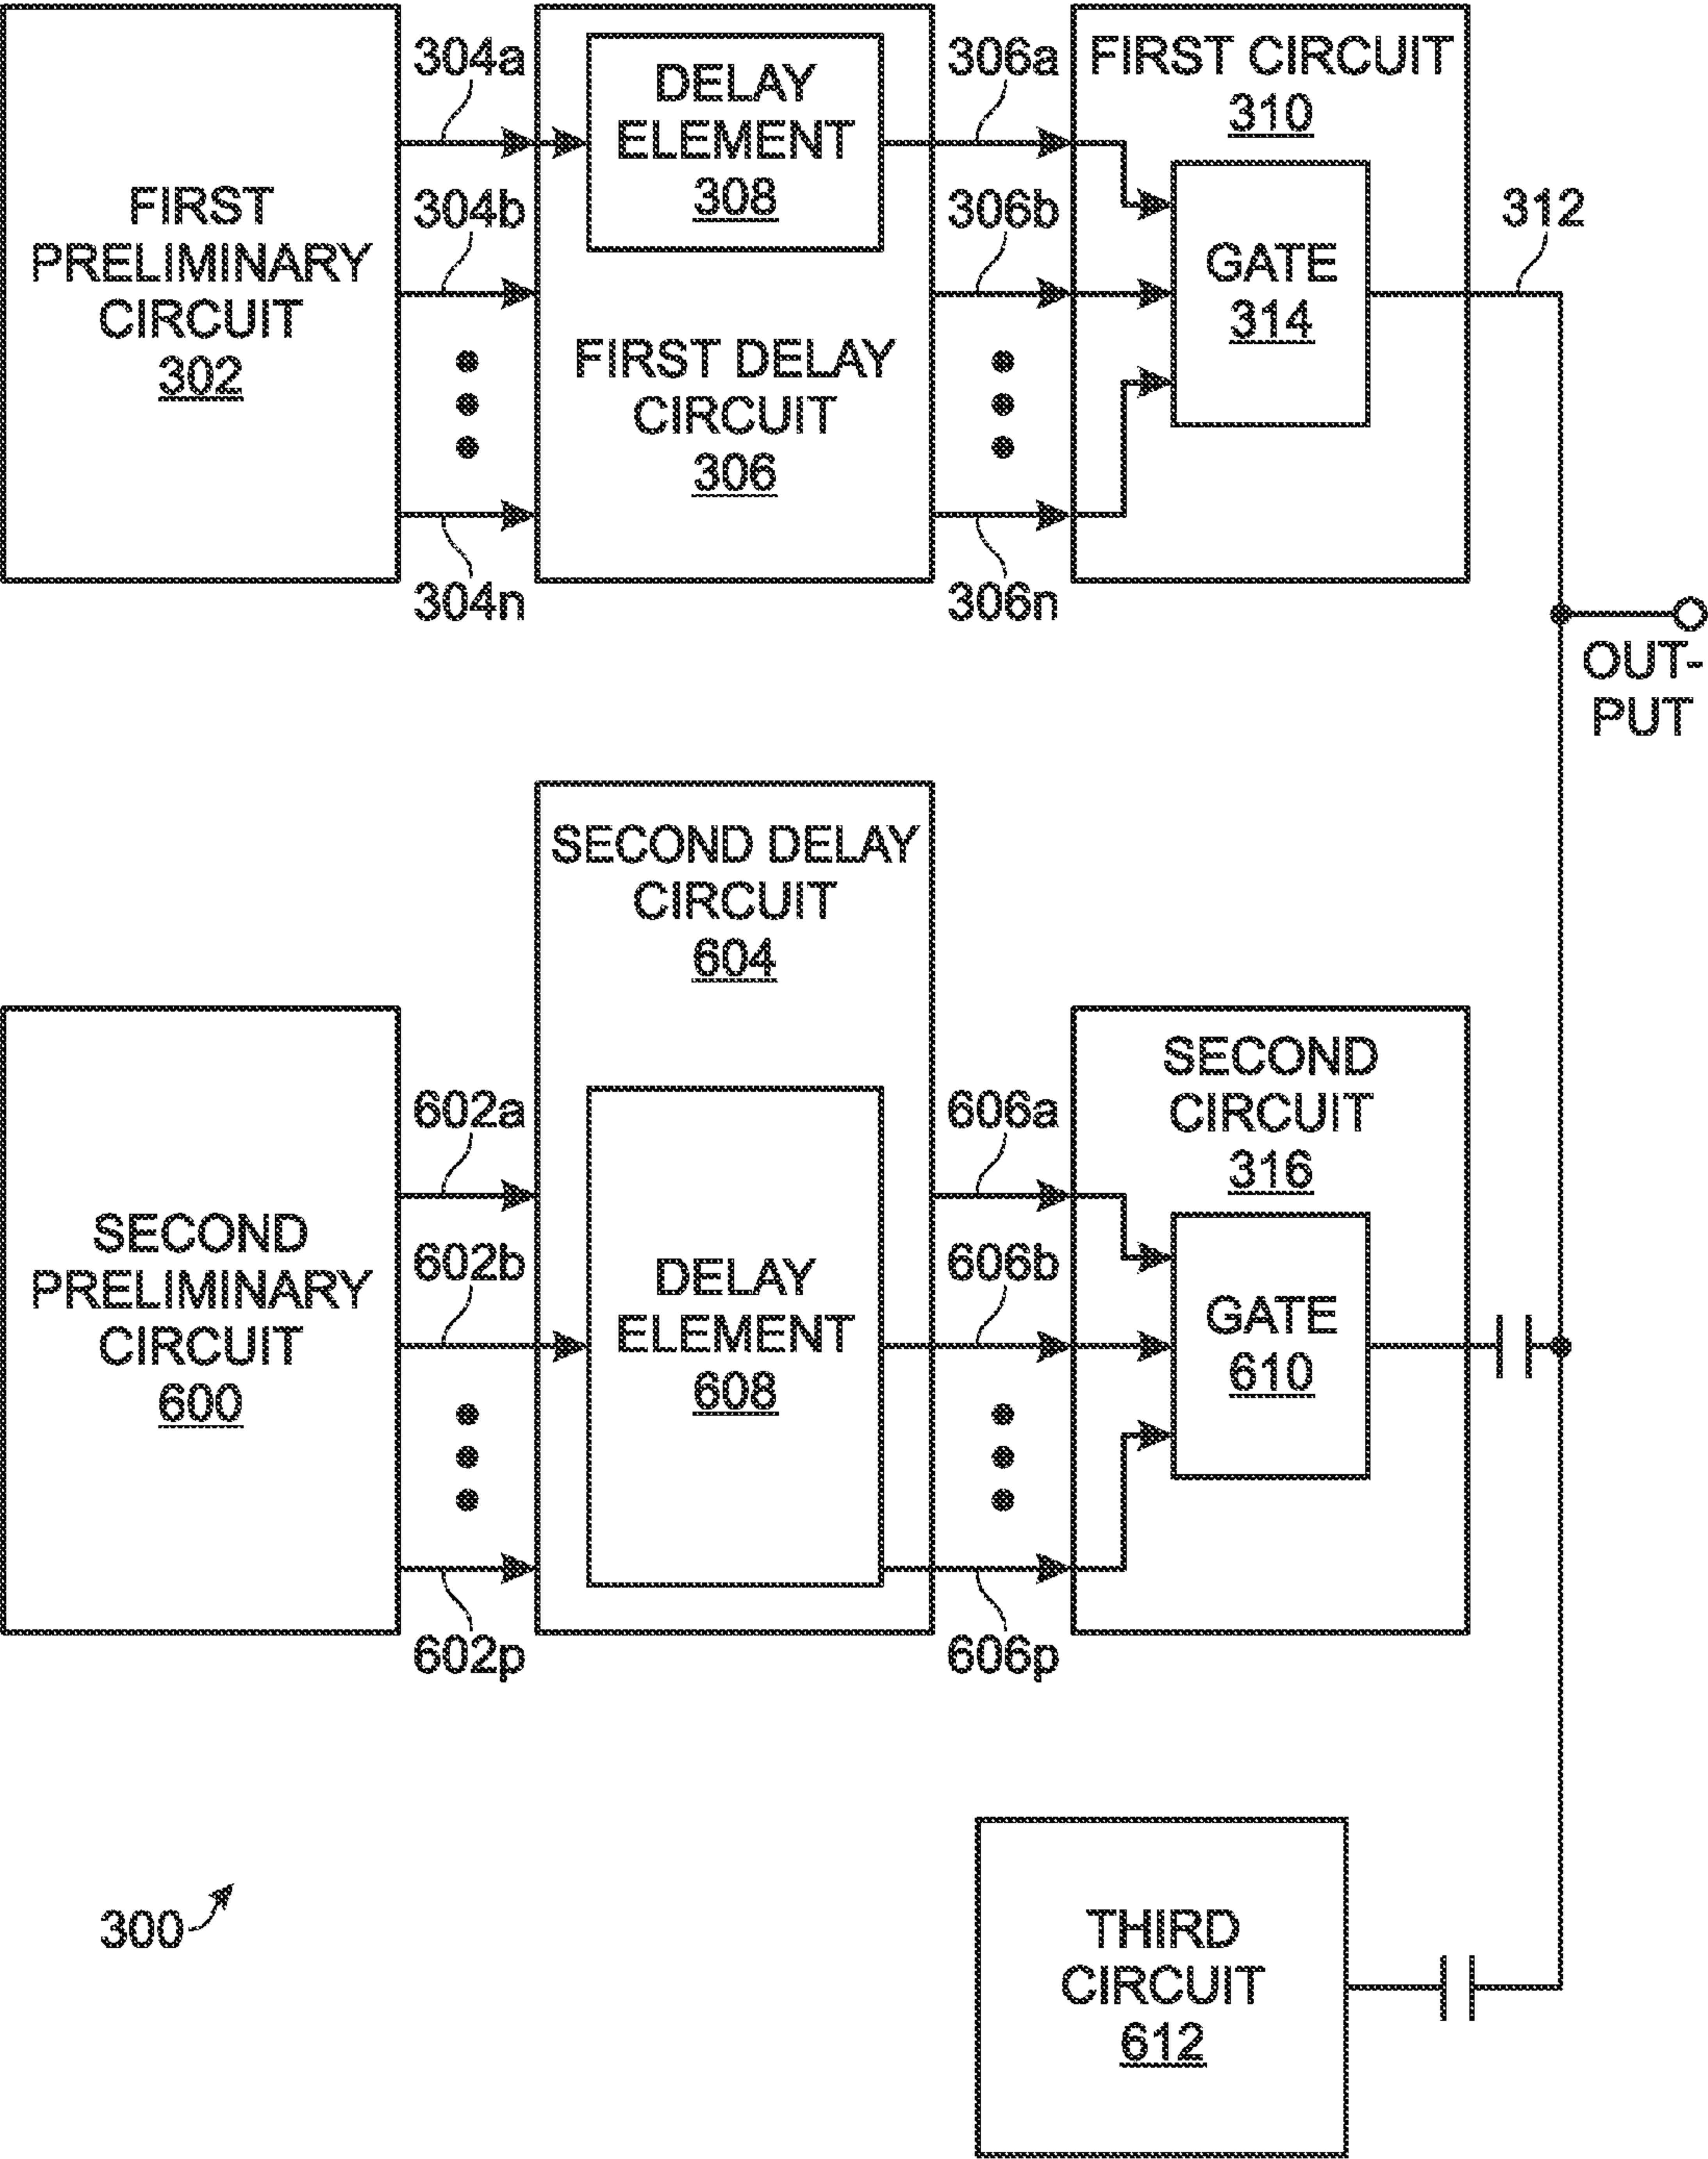 FIRST
PRELIMINARY
CIRCUIT
302
304a
304b
304n
DELAY
ELEMENT
308
FIRST DELAY
CIRCUIT
306
306a
306b
306n
FIRST CIRCUIT
310
GATE
314
312
OUT-
PUT
SECOND
PRELIMINARY
CIRCUIT
600
602a
602b
602p
SECOND DELAY
CIRCUIT
604
DELAY
ELEMENT
608
606a
606b
606p
SECOND
CIRCUIT
316
GATE
610
300
THIRD
CIRCUIT
612